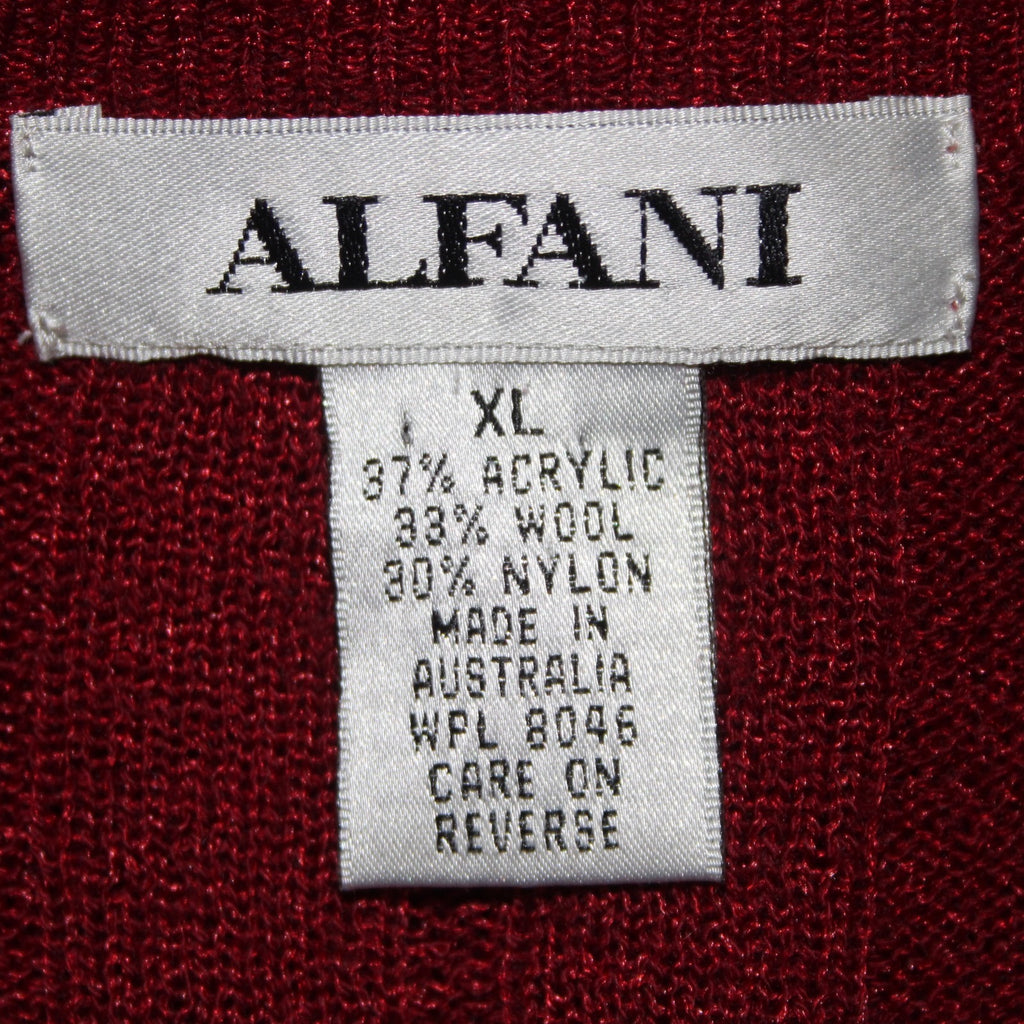 ALFANI
XL
37% ACRYLIC
33% WOOL
30% NYLON
MADE IN
AUSTRALIA
WPL 8046
CARE ON
REVERSE